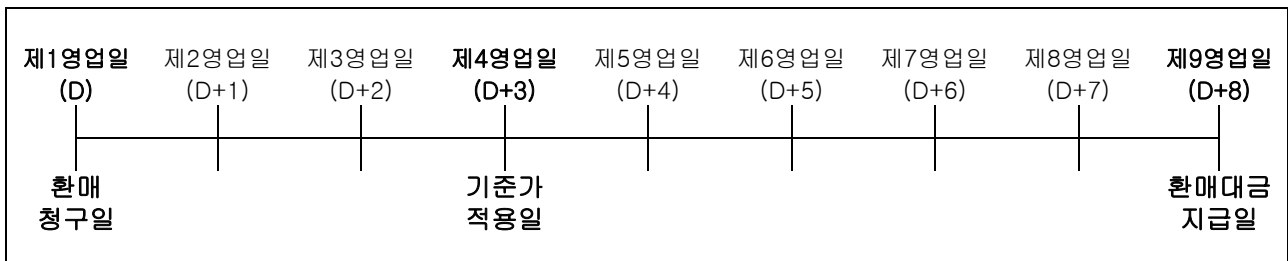 제1영업일 제2영업일 제3영업일 제4영업일 제5영업일 제6영업일 제7영업일 제8영업일 제9영업일
(D) (D+1) (D+2) (D+3) (D+4) (D+5) (D+6) (D+7) (D+8)
환매 기준가 환매대금
청구일 적용일 지급일